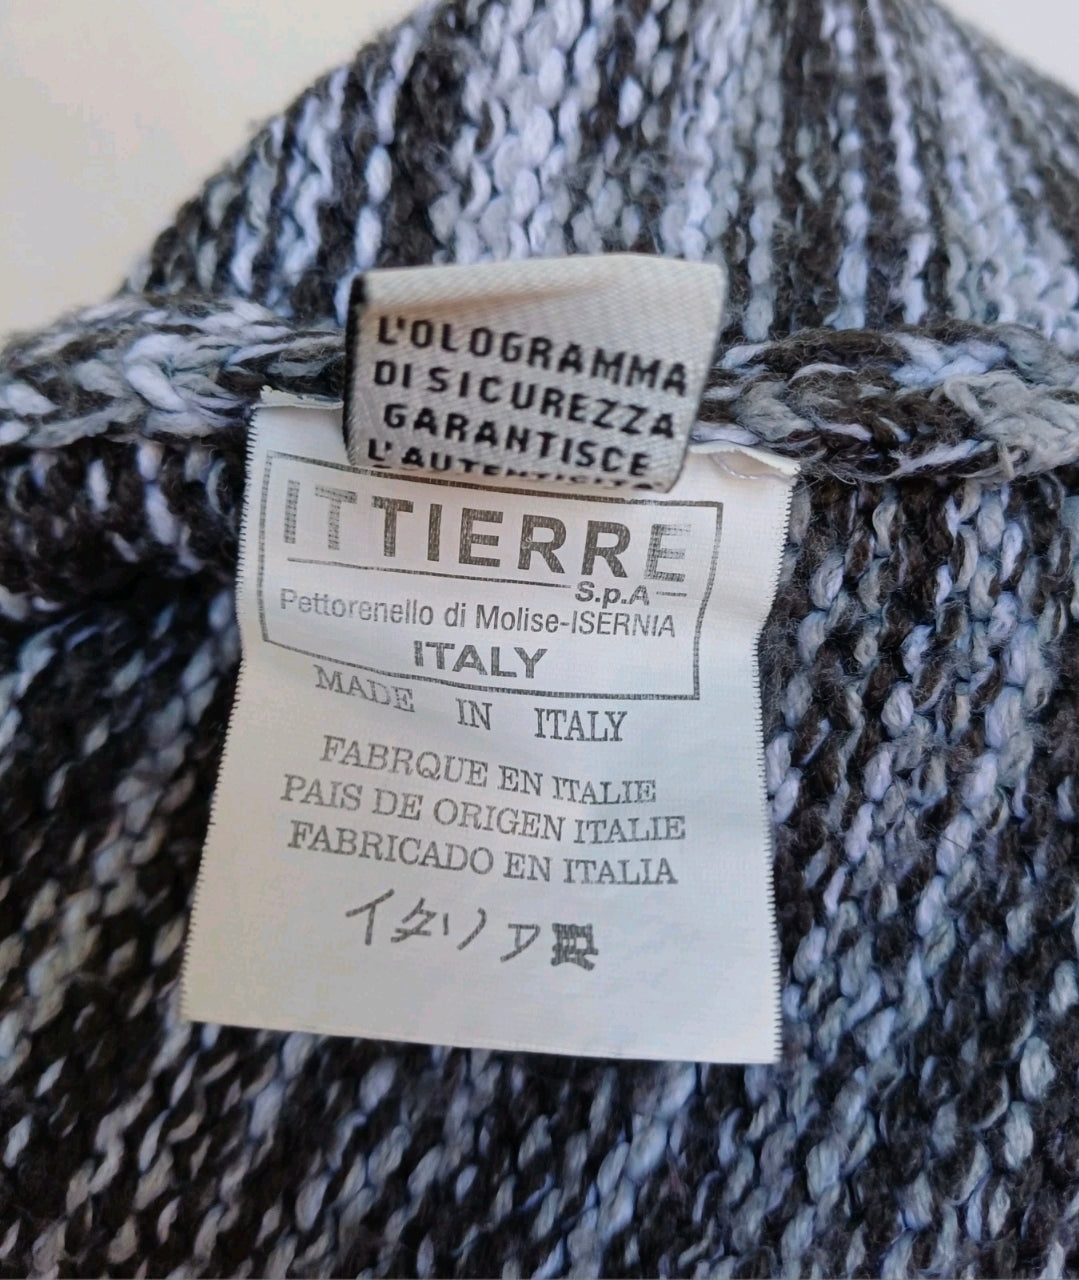 L'OLOGRAMMA
DI SICUREZZA
GARANTISCE
L'AUTENTICITA
ITTIERRE
S.p.A
Pettorenello di Molise-ISERNIA
ITALY
MADE IN ITALY
FABRQUE EN ITALIE
PAIS DE ORIGEN ITALIE
FABRICADO EN ITALIA
イタリア